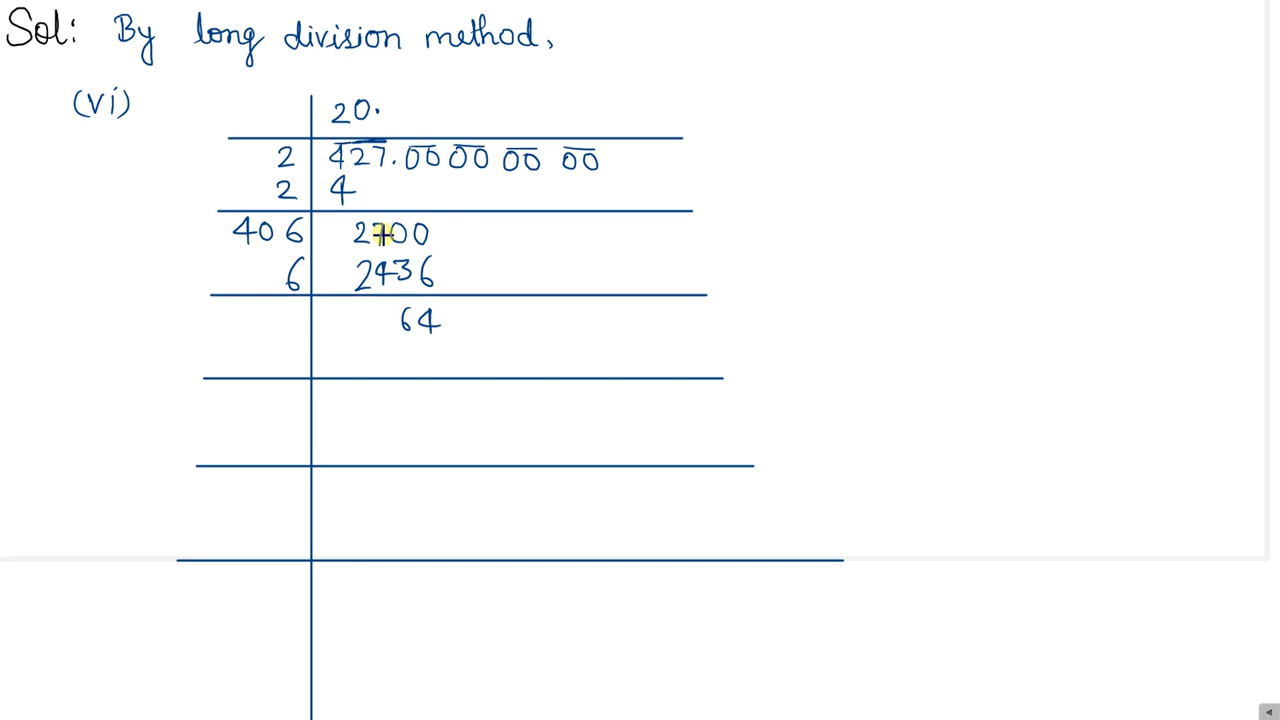 Sol: By long division method,
(vi)
20.
2 427.00 00 00 00
2 4
406 2700
6 2436
64